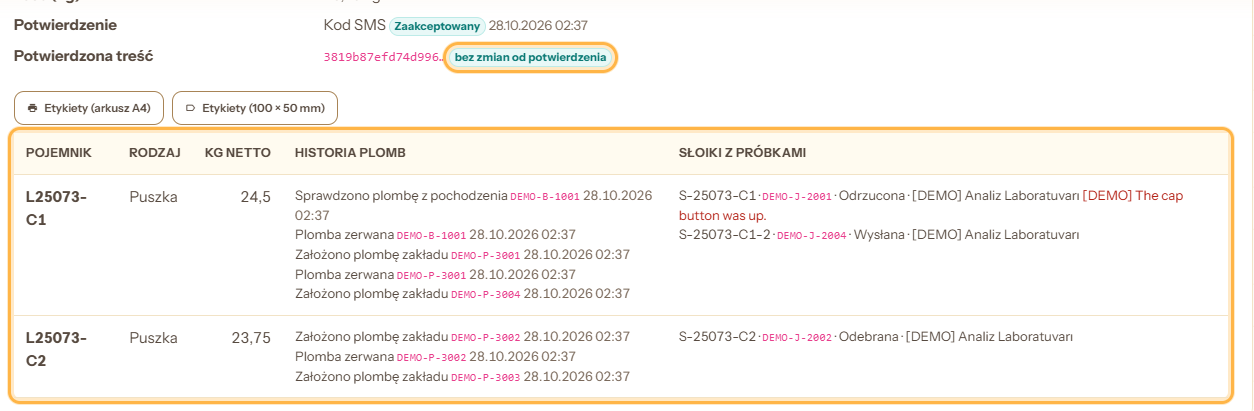 Potwierdzenie Kod SMS Zaakceptowany 28.10.2026 02:37
Potwierdzona treść 3819b87efd74d996… bez zmian od potwierdzenia
Etykiety (arkusz A4) Etykiety (100 × 50 mm)
POJEMNIK RODZAJ KG NETTO HISTORIA PLOMB SŁOIKI Z PRÓBKAMI
L25073-C1 Puszka 24,5
Sprawdzono plombę z pochodzenia DEMO-B-1001 28.10.2026
02:37
Plomba zerwana DEMO-B-1001 28.10.2026 02:37
Założono plombę zakładu DEMO-P-3001 28.10.2026 02:37
Plomba zerwana DEMO-P-3001 28.10.2026 02:37
Założono plombę zakładu DEMO-P-3004 28.10.2026 02:37
S-25073-C1 · DEMO-J-2001 · Odrzucona · [DEMO] Analiz Laboratuvarı [DEMO] The cap
button was up.
S-25073-C1-2 · DEMO-J-2004 · Wysłana · [DEMO] Analiz Laboratuvarı
L25073-C2 Puszka 23,75
Założono plombę zakładu DEMO-P-3002 28.10.2026 02:37
Plomba zerwana DEMO-P-3002 28.10.2026 02:37
Założono plombę zakładu DEMO-P-3003 28.10.2026 02:37
S-25073-C2 · DEMO-J-2002 · Odebrana · [DEMO] Analiz Laboratuvarı